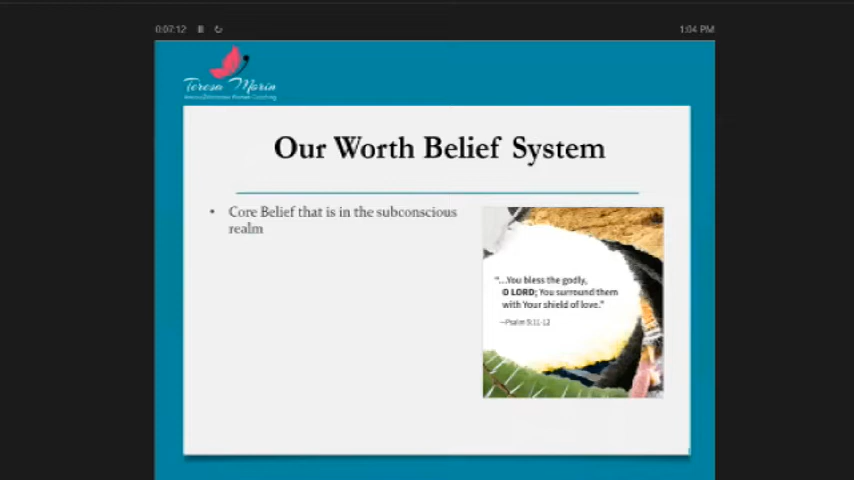 0:07:12
1:04 PM
Teresa Morin
Our Worth Belief System
• Core Belief that is in the subconscious
realm
"...You bless the godly,
O LORD; You surround them
with Your shield of love."
—Psalm 5:11-12